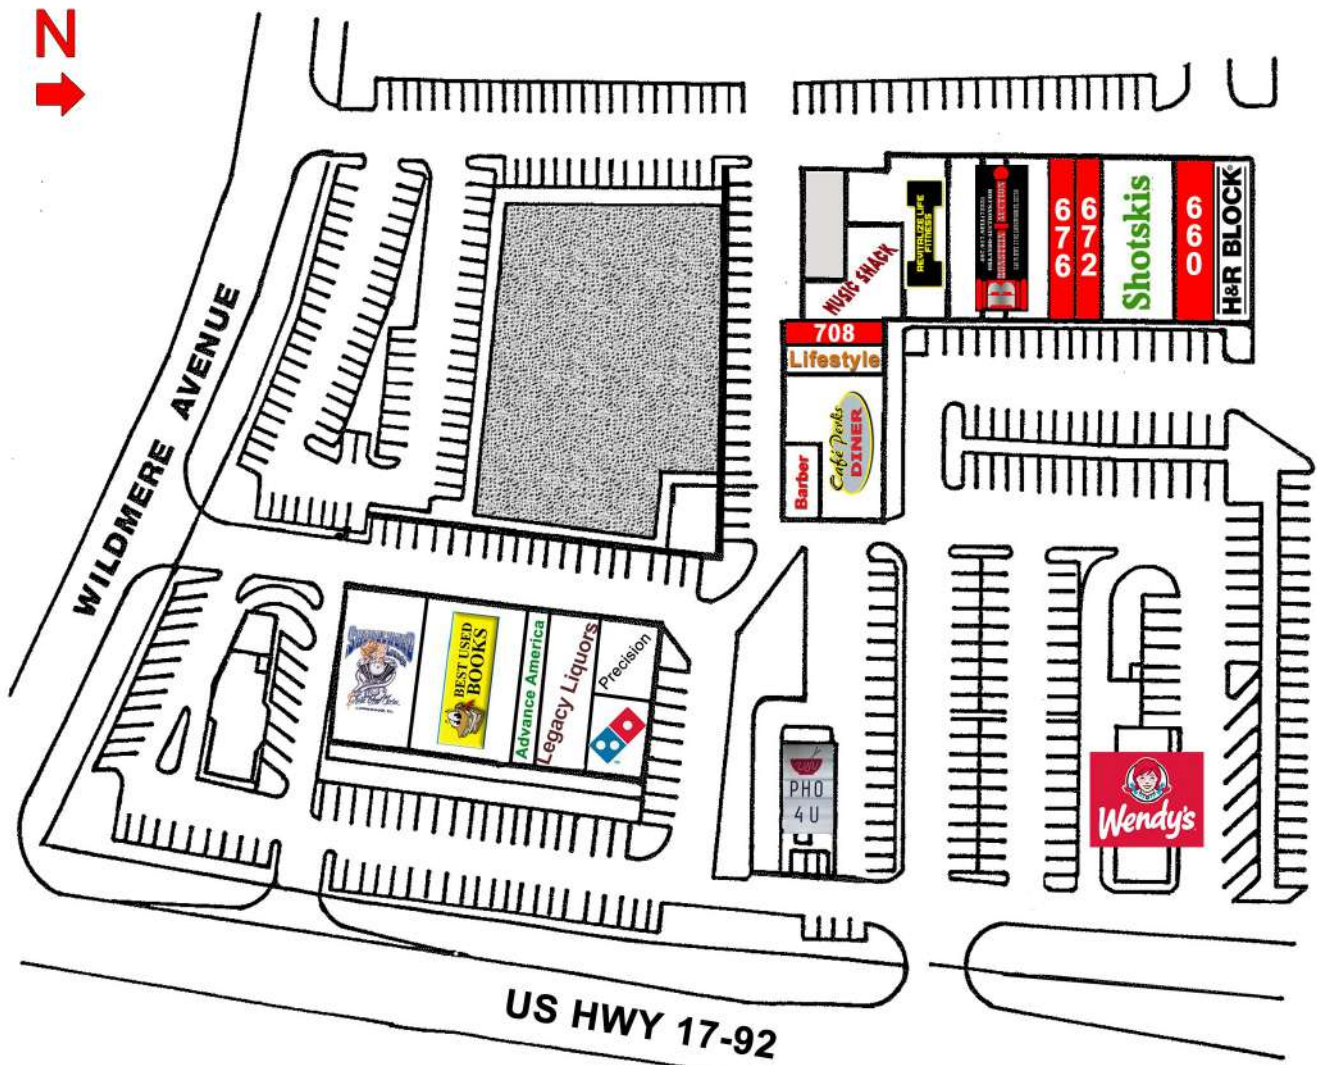 N
WILDMERE AVENUE
MUSIC SHACK
REVITALIZE LIFE
FITNESS
B
AUCTION
676
672
Shotskis
660
H&R BLOCK
708
Lifestyle
Café Perks
DINER
Barber
BEST USED
BOOKS
Advance America
Legacy Liquors
Precision
PHO
4U
Wendy's
US HWY 17-92